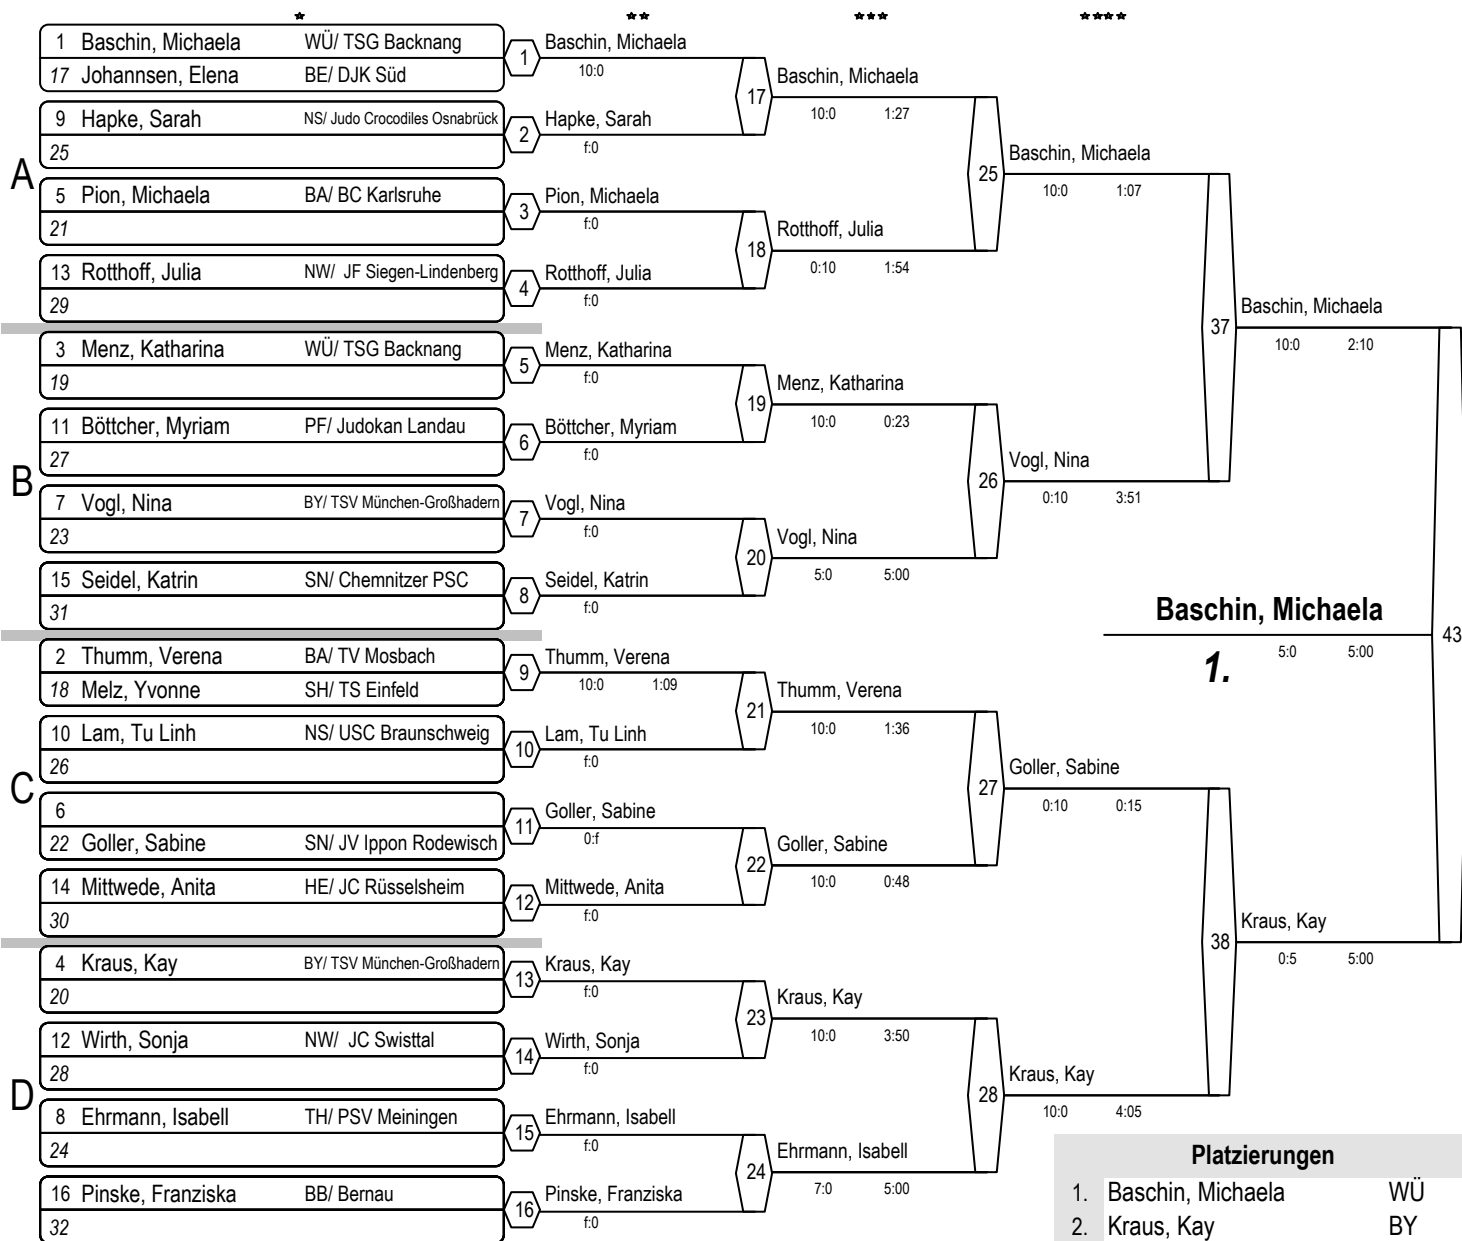 1 Baschin, Michaela WÜ/ TSG Backnang
17 Johannsen, Elena BE/ DJK Süd
9 Hapke, Sarah NS/ Judo Crocodiles Osnabrück
25
A
5 Pion, Michaela BA/ BC Karlsruhe
21
13 Rotthoff, Julia NW/ JF Siegen-Lindenberg
29
3 Menz, Katharina WÜ/ TSG Backnang
19
11 Böttcher, Myriam PF/ Judokan Landau
27
B
7 Vogl, Nina BY/ TSV München-Großhadern
23
15 Seidel, Katrin SN/ Chemnitzer PSC
31
2 Thumm, Verena BA/ TV Mosbach
18 Melz, Yvonne SH/ TS Einfeld
10 Lam, Tu Linh NS/ USC Braunschweig
26
C
6
22 Goller, Sabine SN/ JV Ippon Rodewisch
14 Mittwede, Anita HE/ JC Rüsselsheim
30
4 Kraus, Kay BY/ TSV München-Großhadern
20
12 Wirth, Sonja NW/ JC Swisttal
28
D
8 Ehrmann, Isabell TH/ PSV Meiningen
24
16 Pinske, Franziska BB/ Bernau
32
1 Baschin, Michaela
10:0
2 Hapke, Sarah
f:0
3 Pion, Michaela
f:0
4 Rotthoff, Julia
f:0
5 Menz, Katharina
f:0
6 Böttcher, Myriam
f:0
7 Vogl, Nina
f:0
8 Seidel, Katrin
f:0
9 Thumm, Verena
10:0 1:09
10 Lam, Tu Linh
f:0
11 Goller, Sabine
0:f
12 Mittwede, Anita
f:0
13 Kraus, Kay
f:0
14 Wirth, Sonja
f:0
15 Ehrmann, Isabell
f:0
16 Pinske, Franziska
f:0
17 Baschin, Michaela
10:0 1:27
18 Rotthoff, Julia
0:10 1:54
19 Menz, Katharina
10:0 0:23
20 Vogl, Nina
5:0 5:00
21 Thumm, Verena
10:0 1:36
22 Goller, Sabine
10:0 0:48
23 Kraus, Kay
10:0 3:50
24 Ehrmann, Isabell
7:0 5:00
25 Baschin, Michaela
10:0 1:07
26 Vogl, Nina
0:10 3:51
27 Goller, Sabine
0:10 0:15
28 Kraus, Kay
10:0 4:05
37 Baschin, Michaela
10:0 2:10
38 Kraus, Kay
0:5 5:00
Baschin, Michaela
43
1. 5:0 5:00
Platzierungen
1. Baschin, Michaela WÜ
2. Kraus, Kay BY